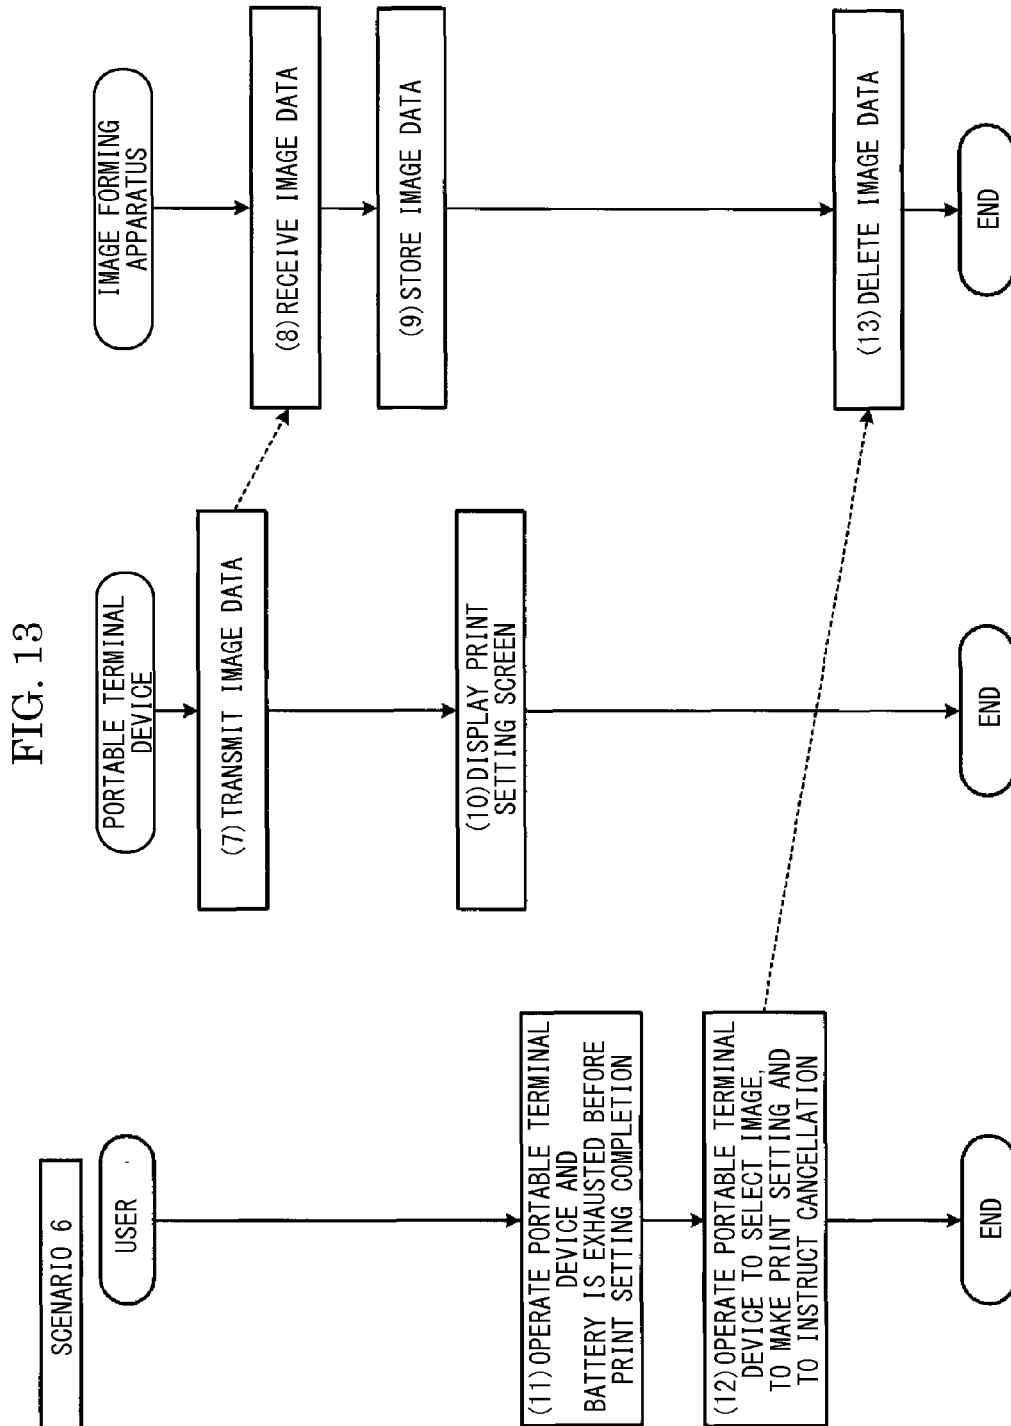 FIG. 13
SCENARIO 6
USER
(11)OPERATE PORTABLE TERMINAL
DEVICE AND
BATTERY IS EXHAUSTED BEFORE
PRINT SETTING COMPLETION
(12)OPERATE PORTABLE TERMINAL
DEVICE TO SELECT IMAGE,
TO MAKE PRINT SETTING AND
TO INSTRUCT CANCELLATION
END
PORTABLE TERMINAL
DEVICE
(7)TRANSMIT IMAGE DATA
(10)DISPLAY PRINT
SETTING SCREEN
END
IMAGE FORMING
APPARATUS
(8)RECEIVE IMAGE DATA
(9)STORE IMAGE DATA
(13)DELETE IMAGE DATA
END